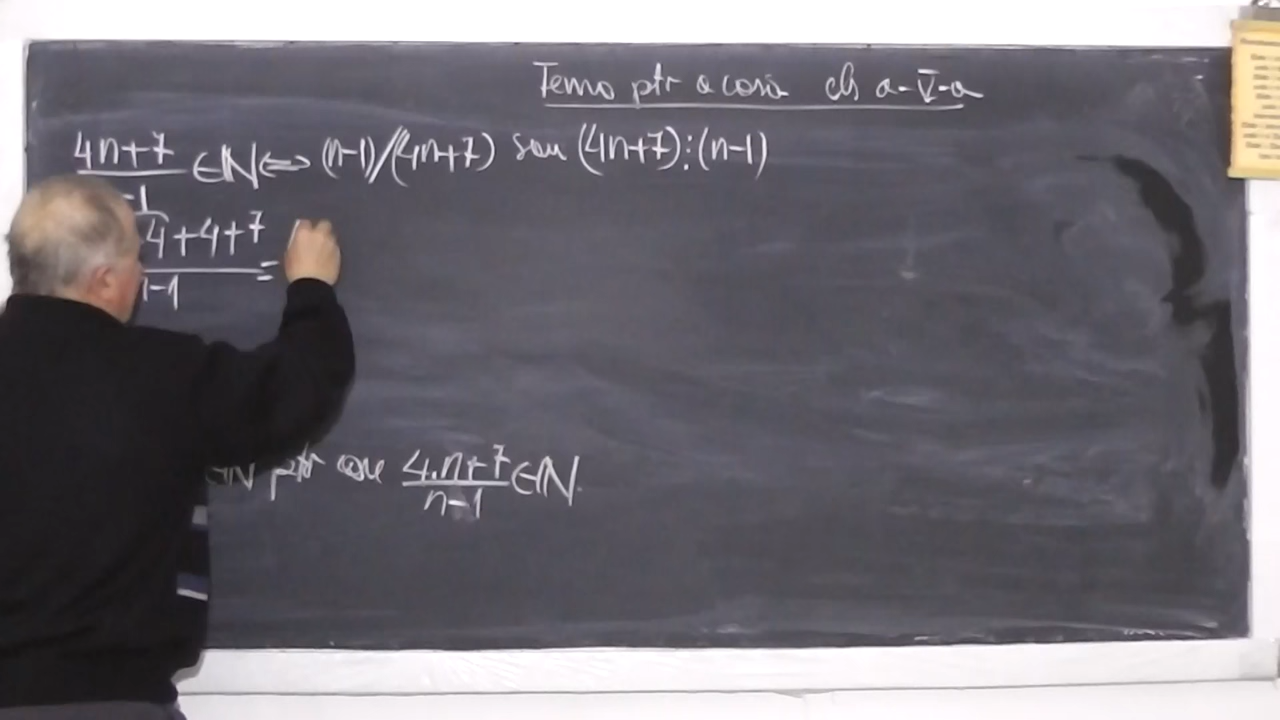 Tema ptr acasă cls a-V-a
4n+7 ∈ℕ ⇔ (n-1)/(4n+7) sau (4n+7)⋮(n-1)
-1
4+4+7 =
-1
∈ℕ ptr care 4.n+7 ∈ℕ.
n-1